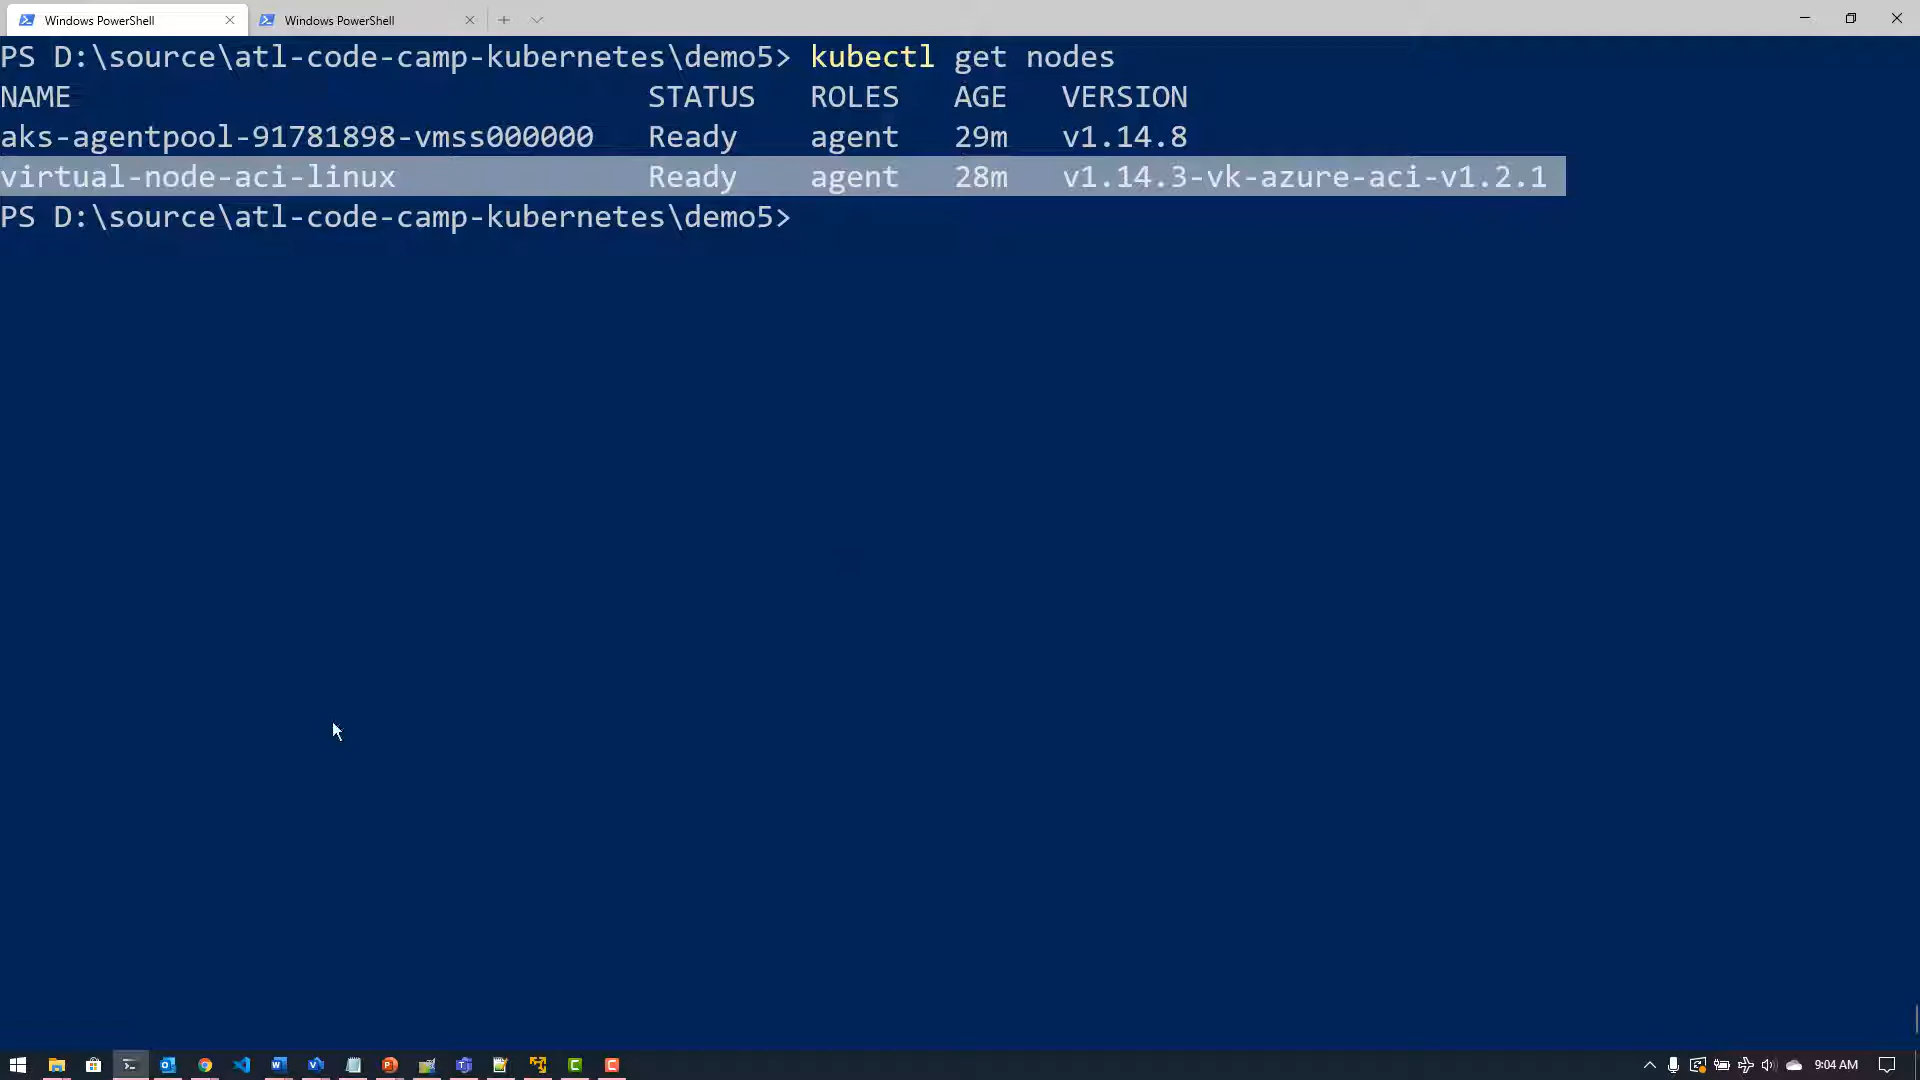 Windows PowerShell
Windows PowerShell
PS D:\source\atl-code-camp-kubernetes\demo5> kubectl get nodes
NAME STATUS ROLES AGE VERSION
aks-agentpool-91781898-vmss000000 Ready agent 29m v1.14.8
virtual-node-aci-linux Ready agent 28m v1.14.3-vk-azure-aci-v1.2.1
PS D:\source\atl-code-camp-kubernetes\demo5>
9:04 AM